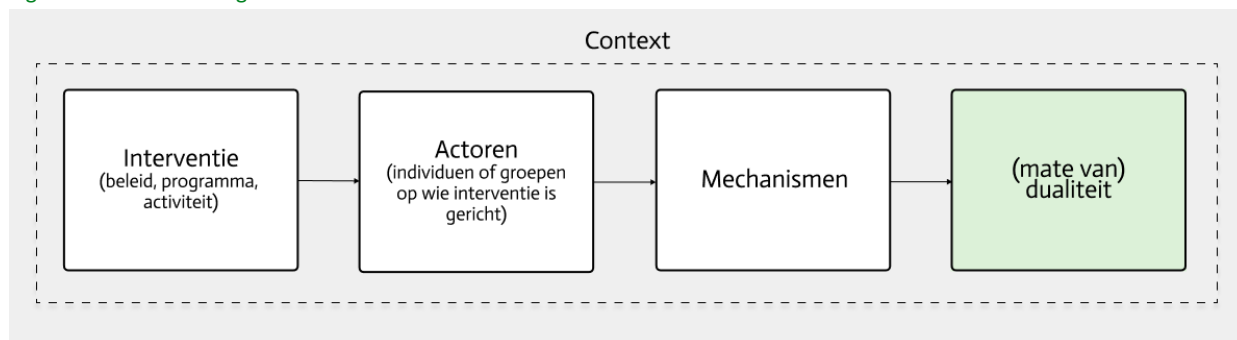 Context
Interventie
(beleid, programma,
activiteit)
Actoren
(individuen of groepen
op wie interventie is
gericht)
Mechanismen
(mate van)
dualiteit